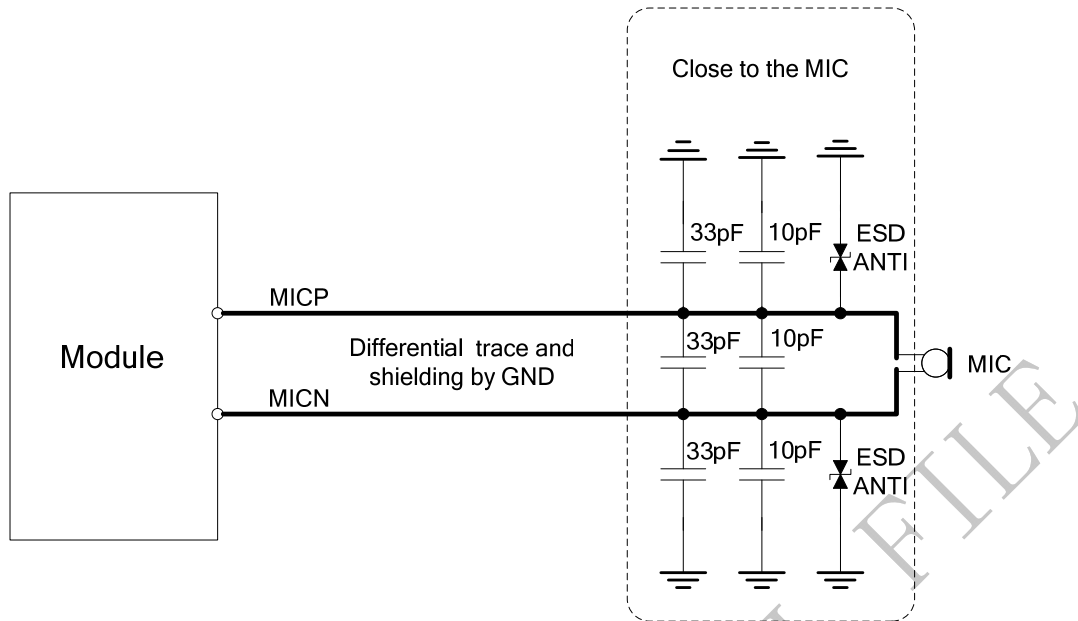 Close to the MIC
33pF
10pF
ESD
ANTI
MICP
33pF
10pF
Module
Differential trace and
shielding by GND
MIC
MICN
33pF
10pF
ESD
ANTI
FILE